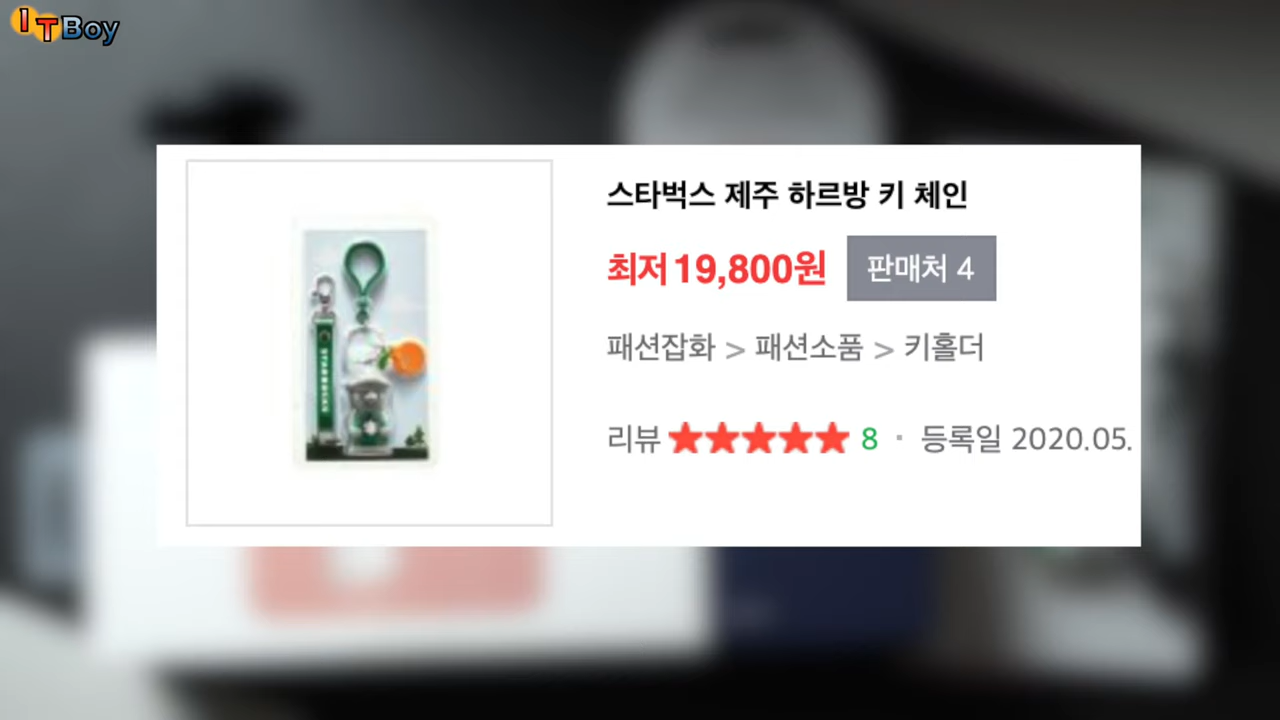 ITBoy
스타벅스 제주 하르방 키 체인
최저 19,800원 판매처 4
패션잡화 > 패션소품 > 키홀더
리뷰 ★★★★★ 8 · 등록일 2020.05.
STARBUCKS